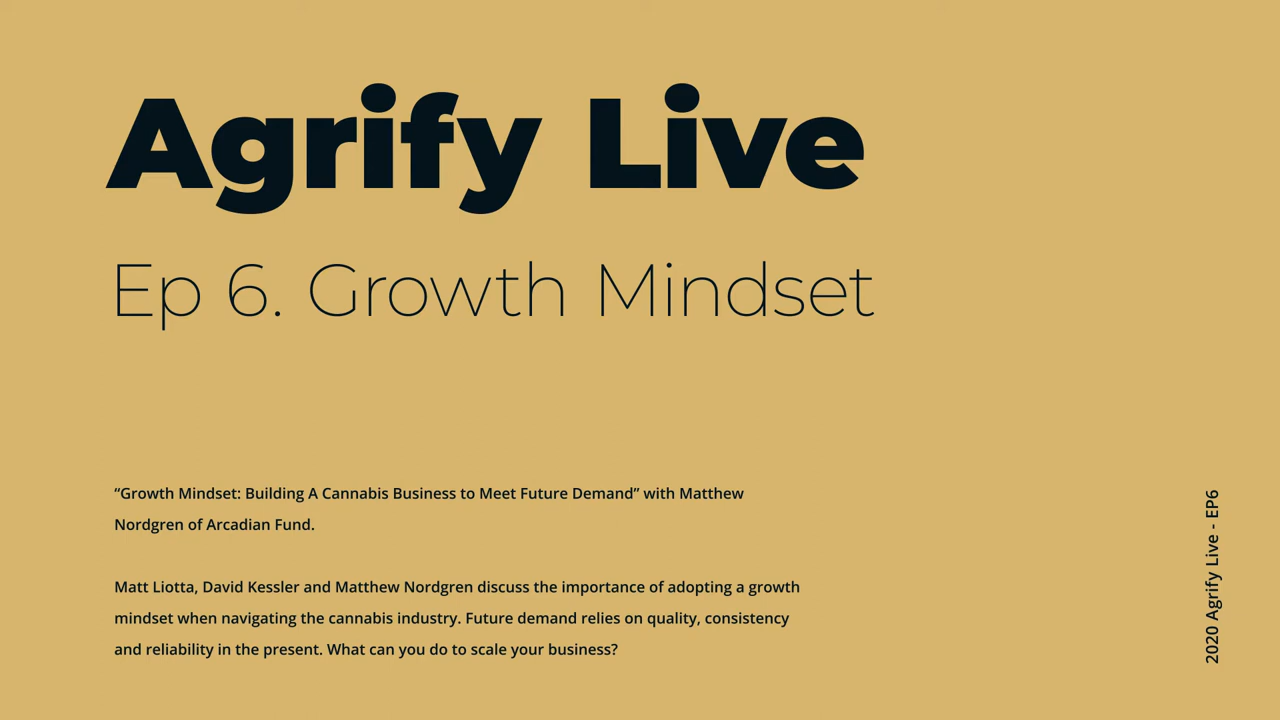 Agrify Live
Ep 6. Growth Mindset
“Growth Mindset: Building A Cannabis Business to Meet Future Demand” with Matthew
Nordgren of Arcadian Fund.
Matt Liotta, David Kessler and Matthew Nordgren discuss the importance of adopting a growth
mindset when navigating the cannabis industry. Future demand relies on quality, consistency
and reliability in the present. What can you do to scale your business?
2020 Agrify Live - EP6